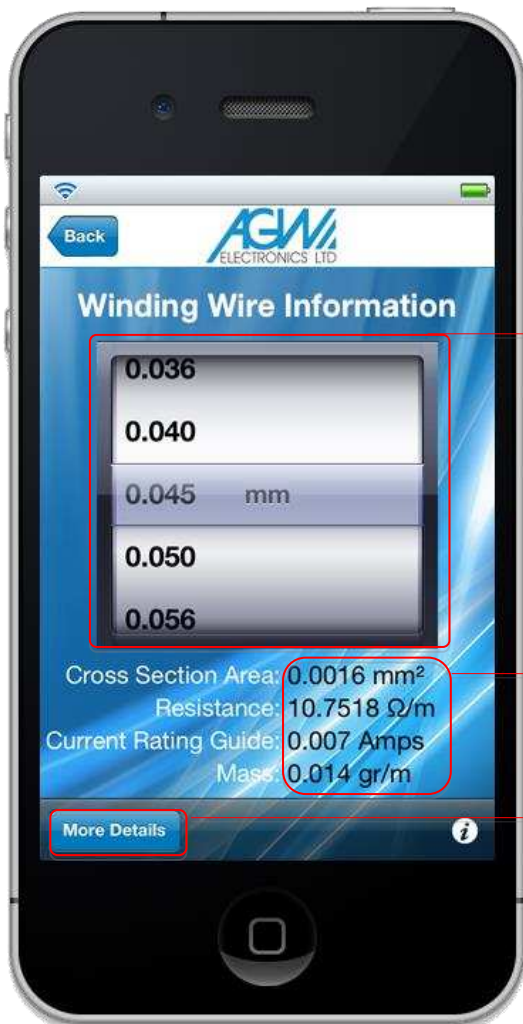 Back
AGW
ELECTRONICS LTD
Winding Wire Information
0.036
0.040
0.045 mm
0.050
0.056
Cross Section Area: 0.0016 mm²
Resistance: 10.7518 Ω/m
Current Rating Guide: 0.007 Amps
Mass: 0.014 gr/m
More Details
i